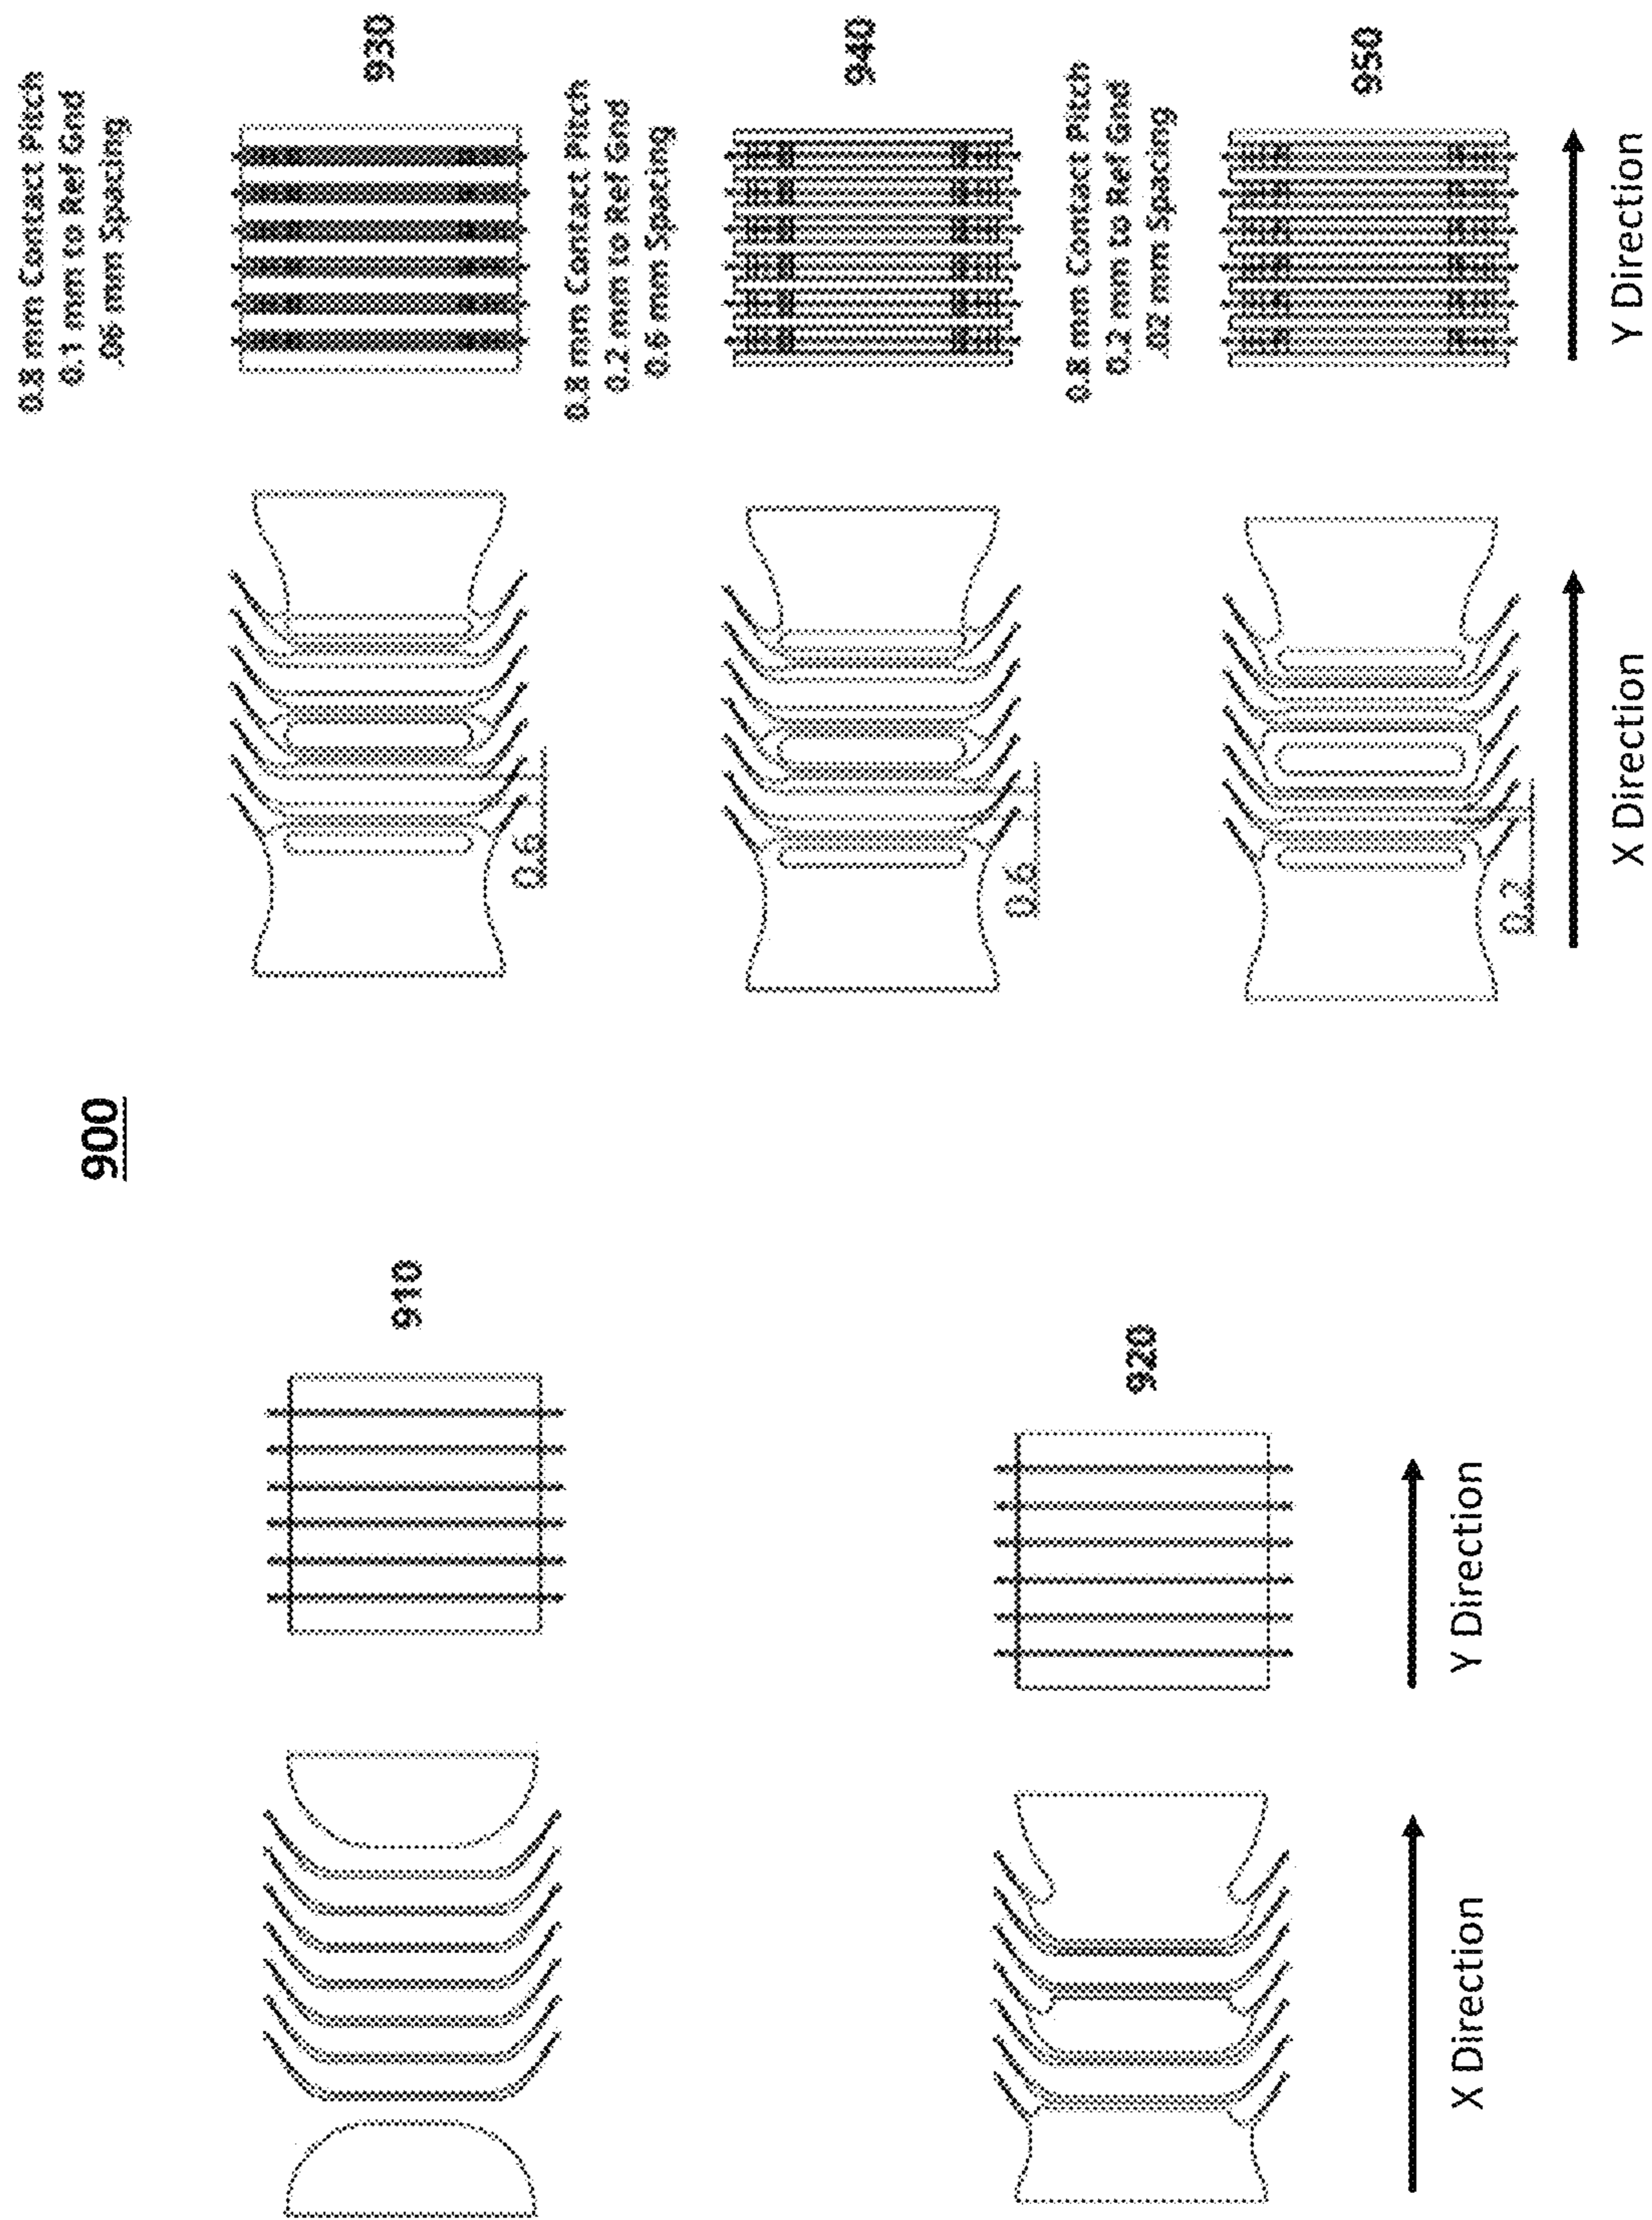 900
0.8 mm Contact Pitch
0.1 mm to Ref Gnd
.06 mm Spacing
910
930
0.6
0.8 mm Contact Pitch
0.2 mm to Ref Gnd
0.6 mm Spacing
940
0.6
920
0.8 mm Contact Pitch
0.2 mm to Ref Gnd
.02 mm Spacing
950
0.2
X Direction
Y Direction
X Direction
Y Direction